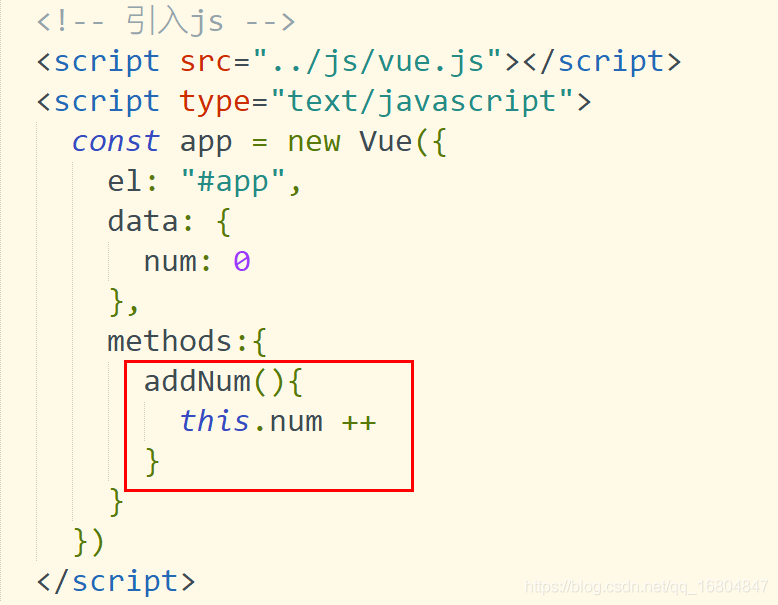 <!-- 引入js -->
<script src="../js/vue.js"></script>
<script type="text/javascript">
  const app = new Vue({
    el: "#app",
    data: {
      num: 0
    },
    methods:{
      addNum(){
        this.num ++
      }
    }
  })
</script>
https://blog.csdn.net/qq_16804847